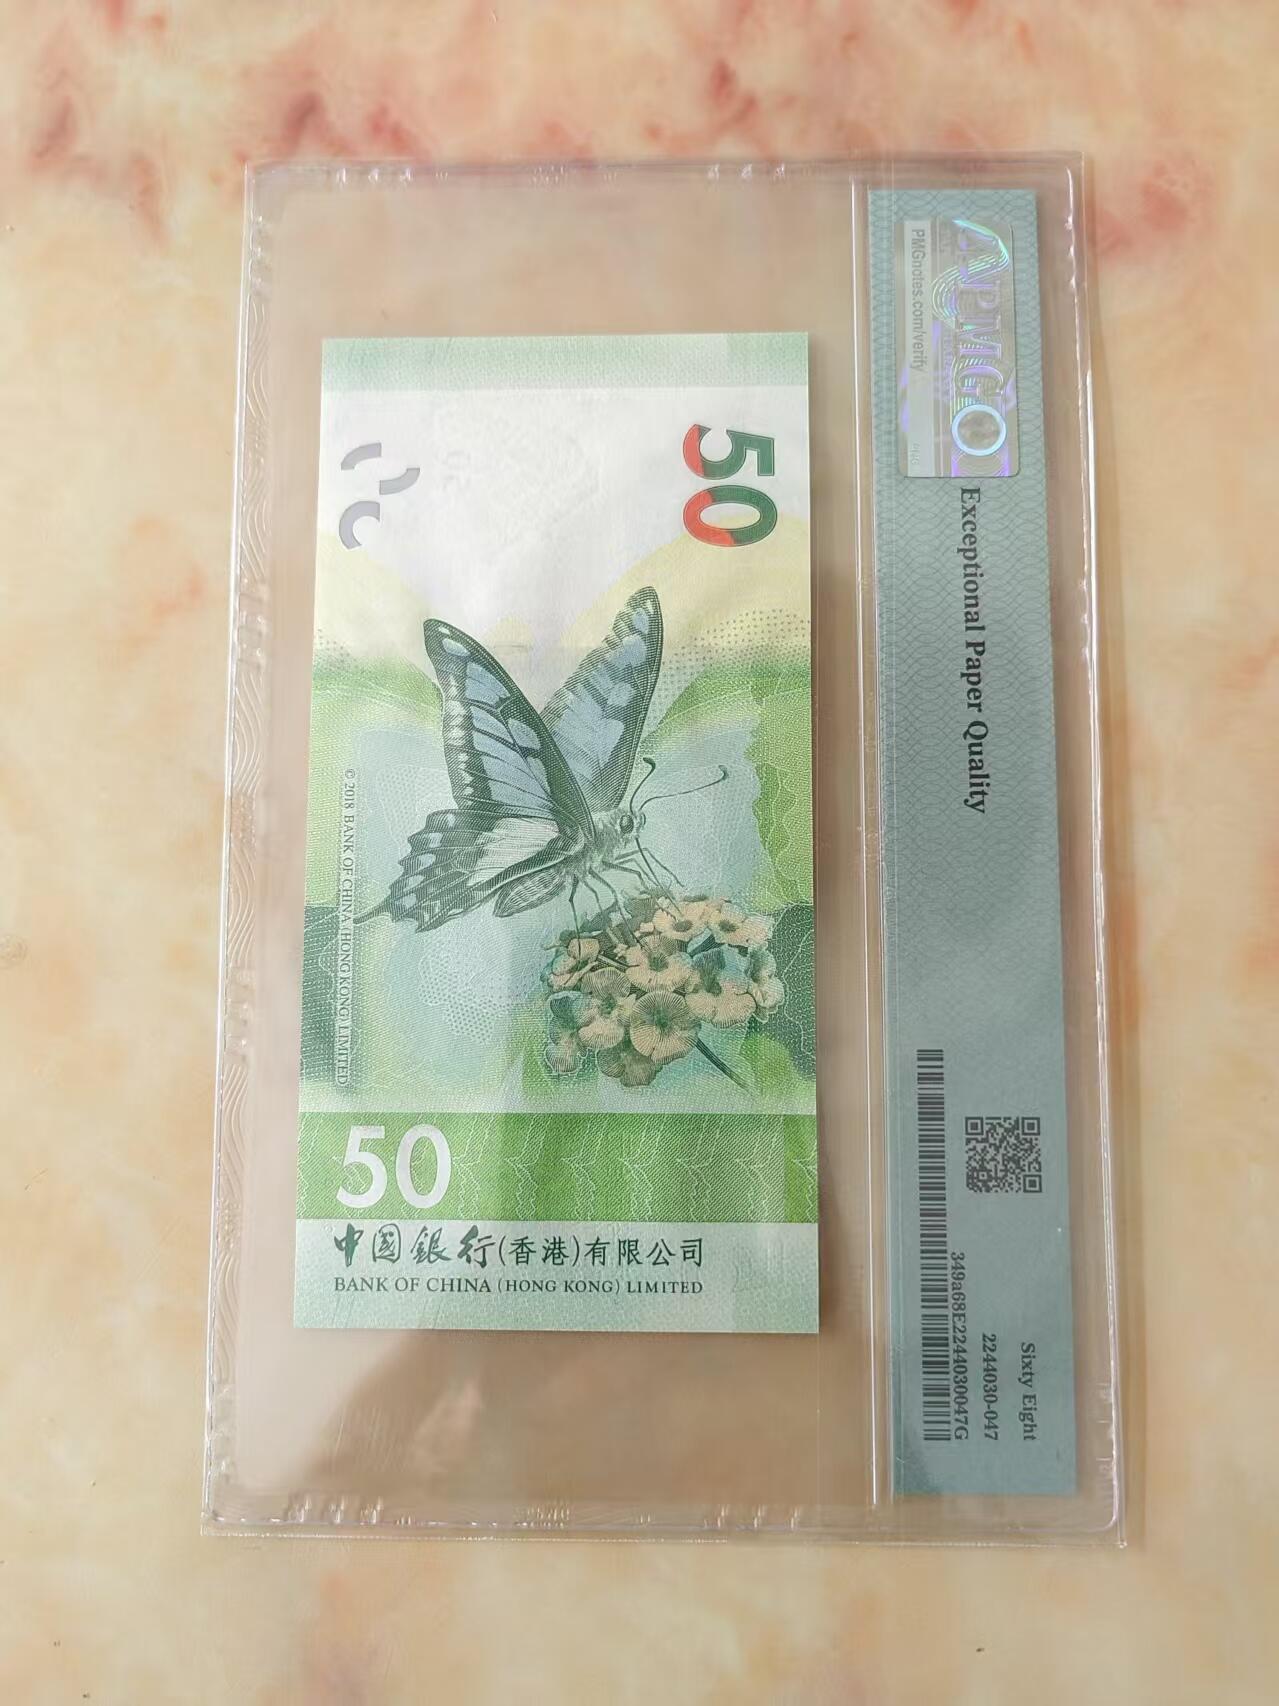 50
© 2018 BANK OF CHINA (HONG KONG) LIMITED
50
中國銀行(香港)有限公司
BANK OF CHINA (HONG KONG) LIMITED
PMG
PMGnotes.com/verify
Exceptional Paper Quality
Sixty Eight
2244030-047
349a68E2244030047G